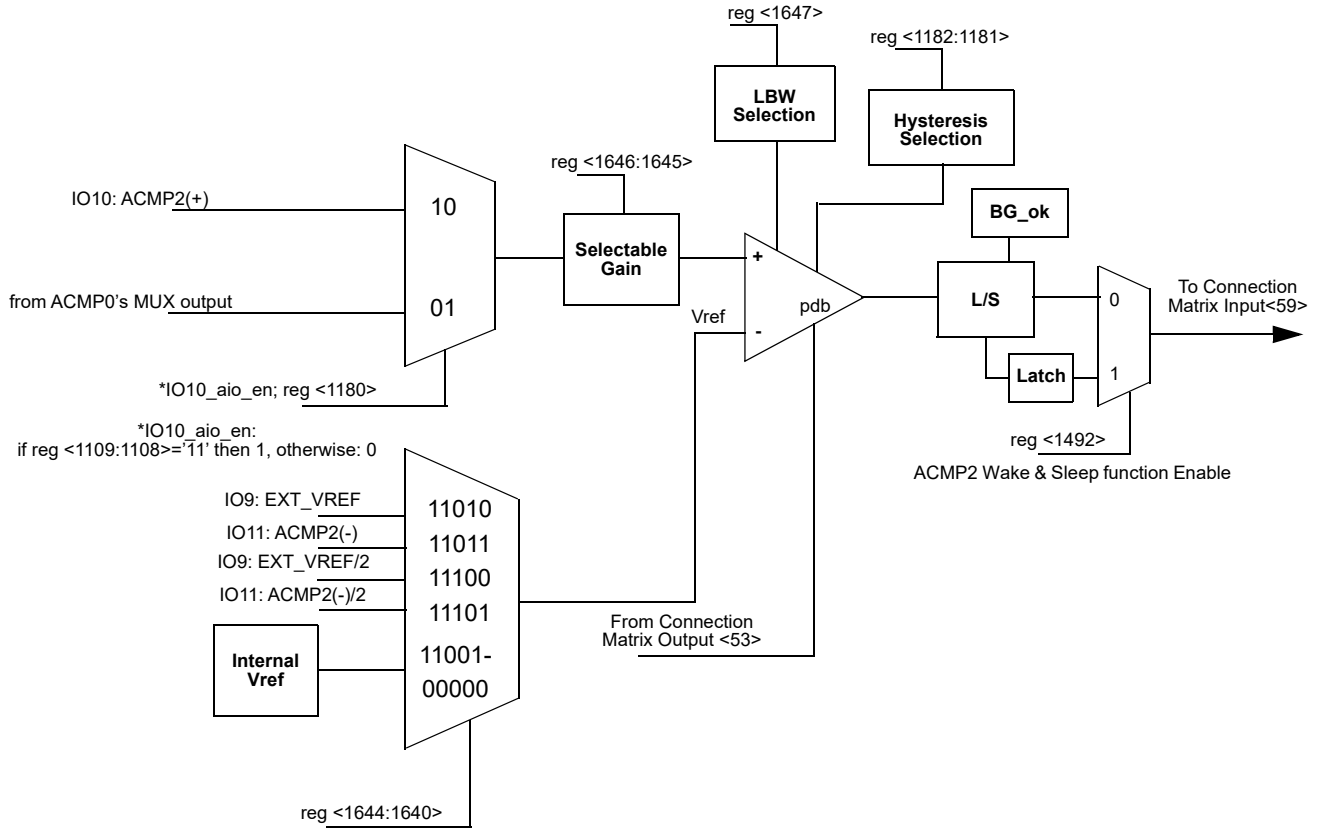 reg <1647>
reg <1182:1181>
LBW
Selection
Hysteresis
Selection
reg <1646:1645>
IO10: ACMP2(+)
10
BG_ok
Selectable
Gain
+
from ACMP0’s MUX output
01
L/S
0
To Connection
Matrix Input<59>
pdb
Vref
-
Latch
1
*IO10_aio_en; reg <1180>
*IO10_aio_en:
if reg <1109:1108>=’11’ then 1, otherwise: 0
reg <1492>
ACMP2 Wake & Sleep function Enable
IO9: EXT_VREF
11010
IO11: ACMP2(-)
11011
IO9: EXT_VREF/2
11100
IO11: ACMP2(-)/2
11101
From Connection
Matrix Output <53>
Internal
Vref
11001-
00000
reg <1644:1640>